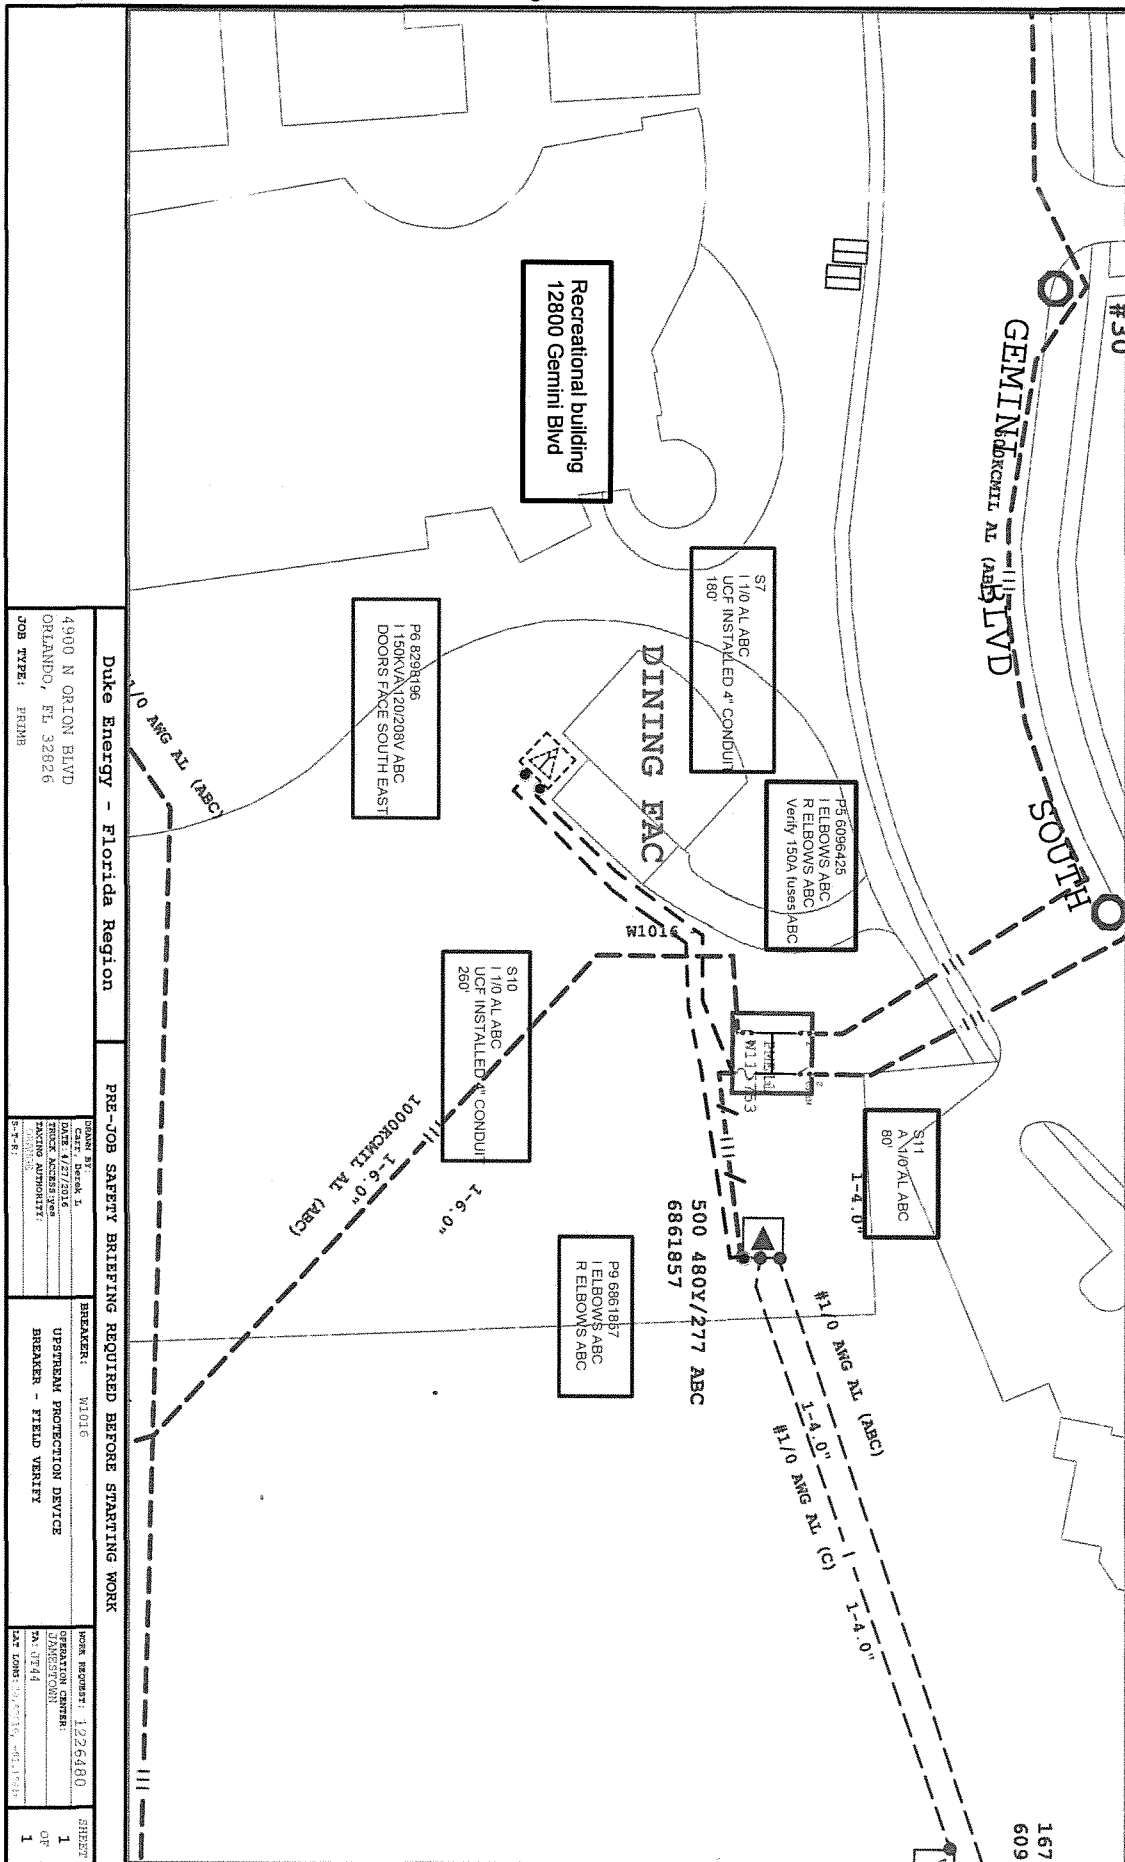 #30
GEMINI BLVD
SOUTH
Recreational building
12800 Gemini Blvd
S7
I 1/0 AL ABC
UCF INSTALLED 4" CONDUIT
180'
DINING FAC
P6 8298196
I 150KVA 120/208V ABC
DOORS FACE SOUTH EAST
P5 6096425
I ELBOWS ABC
R ELBOWS ABC
Verify 150A fuses ABC
W1016
S10
I 1/0 AL ABC
UCF INSTALLED 4" CONDUIT
260'
S11
A 1/0 AL ABC
80'
1-4.0"
1/0 AWG AL (ABC)
1000KCMIL AL (ABC)
1-6.0"
1-6.0"
500 480Y/277 ABC
6861857
P9 6861857
I ELBOWS ABC
R ELBOWS ABC
#1/0 AWG AL (ABC)
1-4.0"
#1/0 AWG AL (C)
1-4.0"
167
609
Duke Energy - Florida Region
PRE-JOB SAFETY BRIEFING REQUIRED BEFORE STARTING WORK
4900 N ORION BLVD
ORLANDO, FL 32826
JOB TYPE: PRIME
DRAWN BY:
Carr, Derek L
DATE: 4/27/2016
TRUCK ACCESS: yes
TAXING AUTHORITY:
S-T-R:
BREAKER: W1016
UPSTREAM PROTECTION DEVICE
BREAKER - FIELD VERIFY
WORK REQUEST: 1226480
OPERATION CENTER:
JAMESTOWN
TA: JT44
LAT LONG:
SHEET
1
OF
1